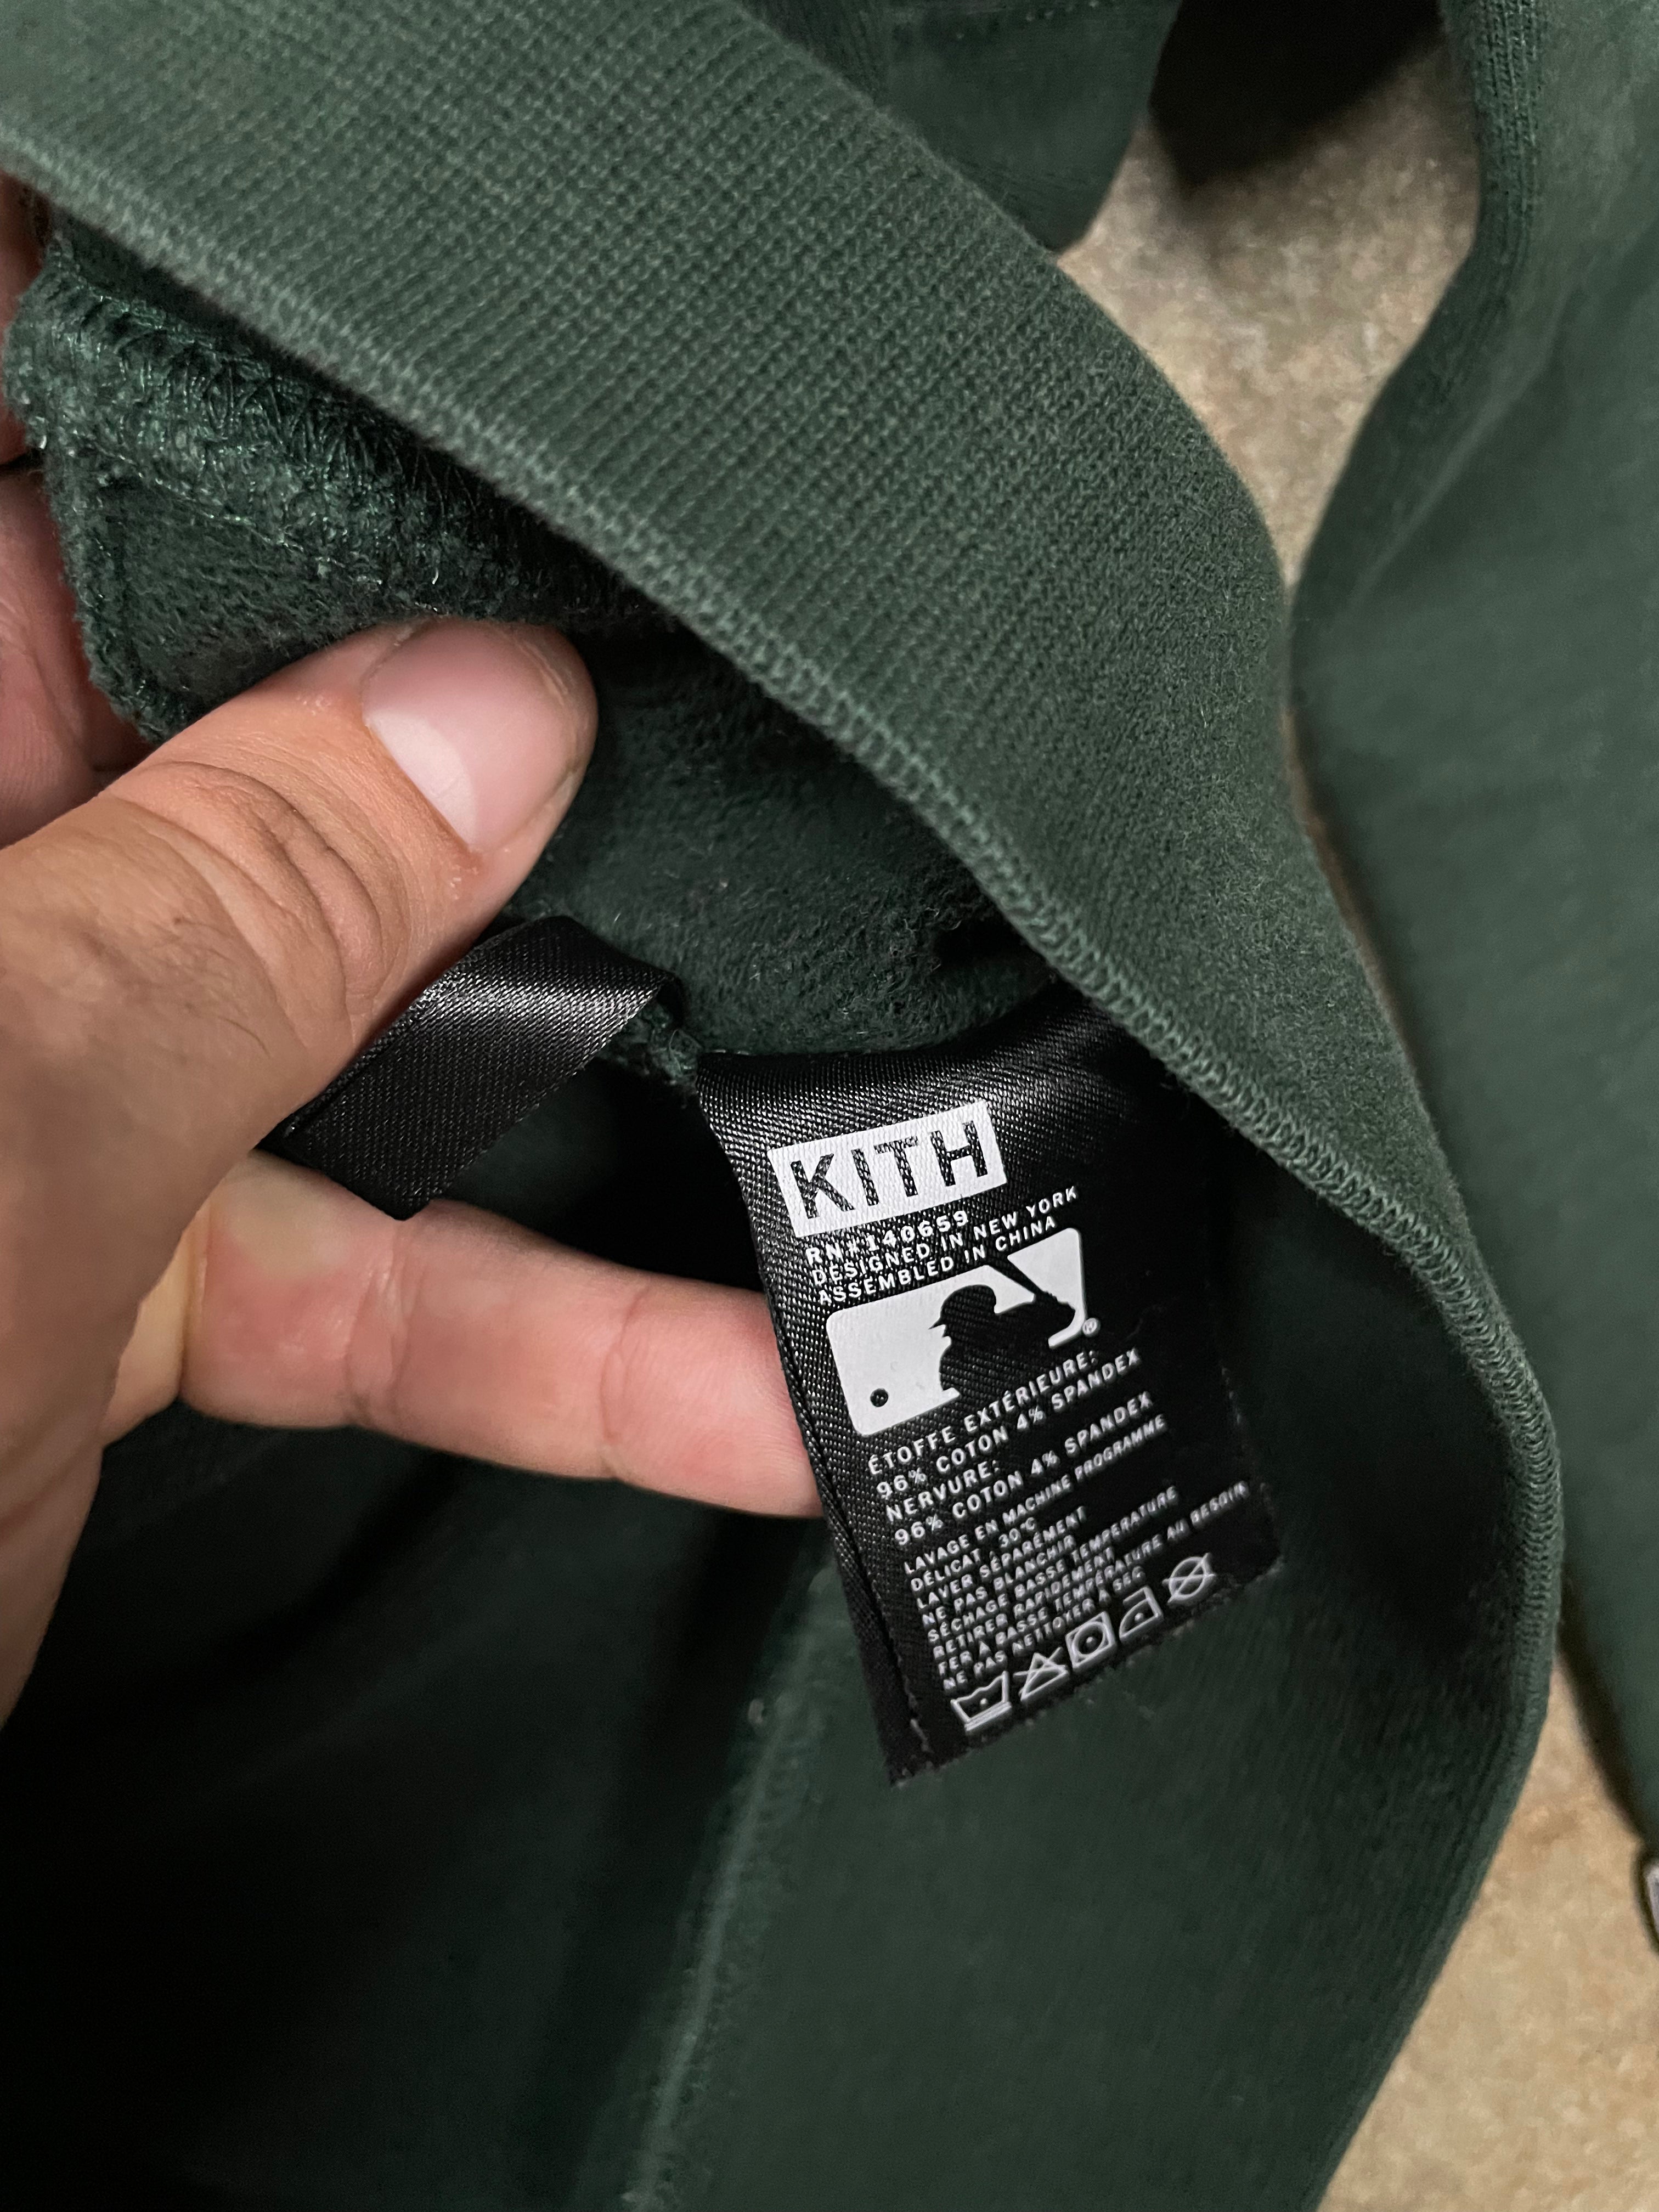 KITH
RN#140659
DESIGNED IN NEW YORK
ASSEMBLED IN CHINA
®
ÉTOFFE EXTÉRIEURE:
96% COTON 4% SPANDEX
NERVURE:
96% COTON 4% SPANDEX
LAVAGE EN MACHINE PROGRAMME
DÉLICAT - 30°C
LAVER SÉPARÉMENT
NE PAS BLANCHIR
SÉCHAGE BASSE TEMPÉRATURE
RETIRER RAPIDEMENT
FER À BASSE TEMPÉRATURE AU BESOIN
NE PAS NETTOYER À SEC